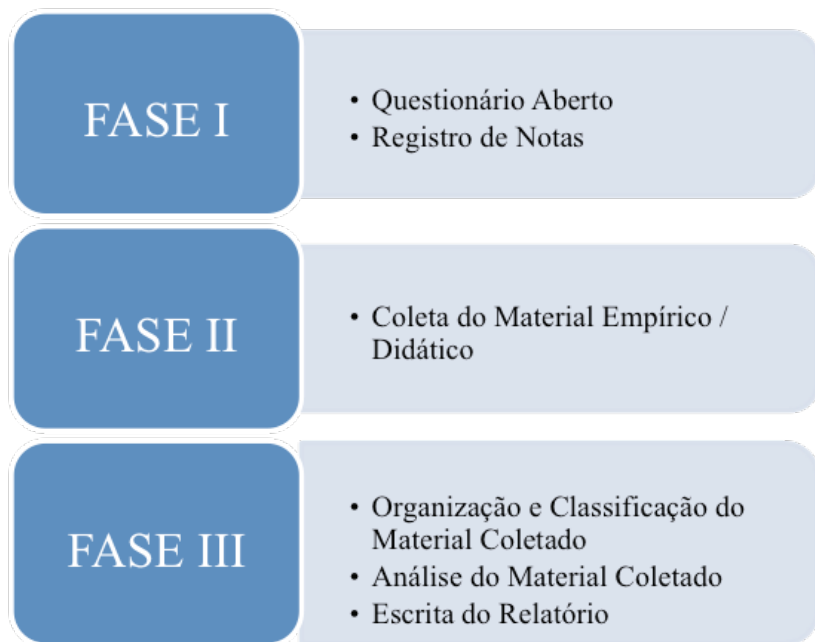 FASE I
• Questionário Aberto
• Registro de Notas
FASE II
• Coleta do Material Empírico /
Didático
FASE III
• Organização e Classificação do
Material Coletado
• Análise do Material Coletado
• Escrita do Relatório